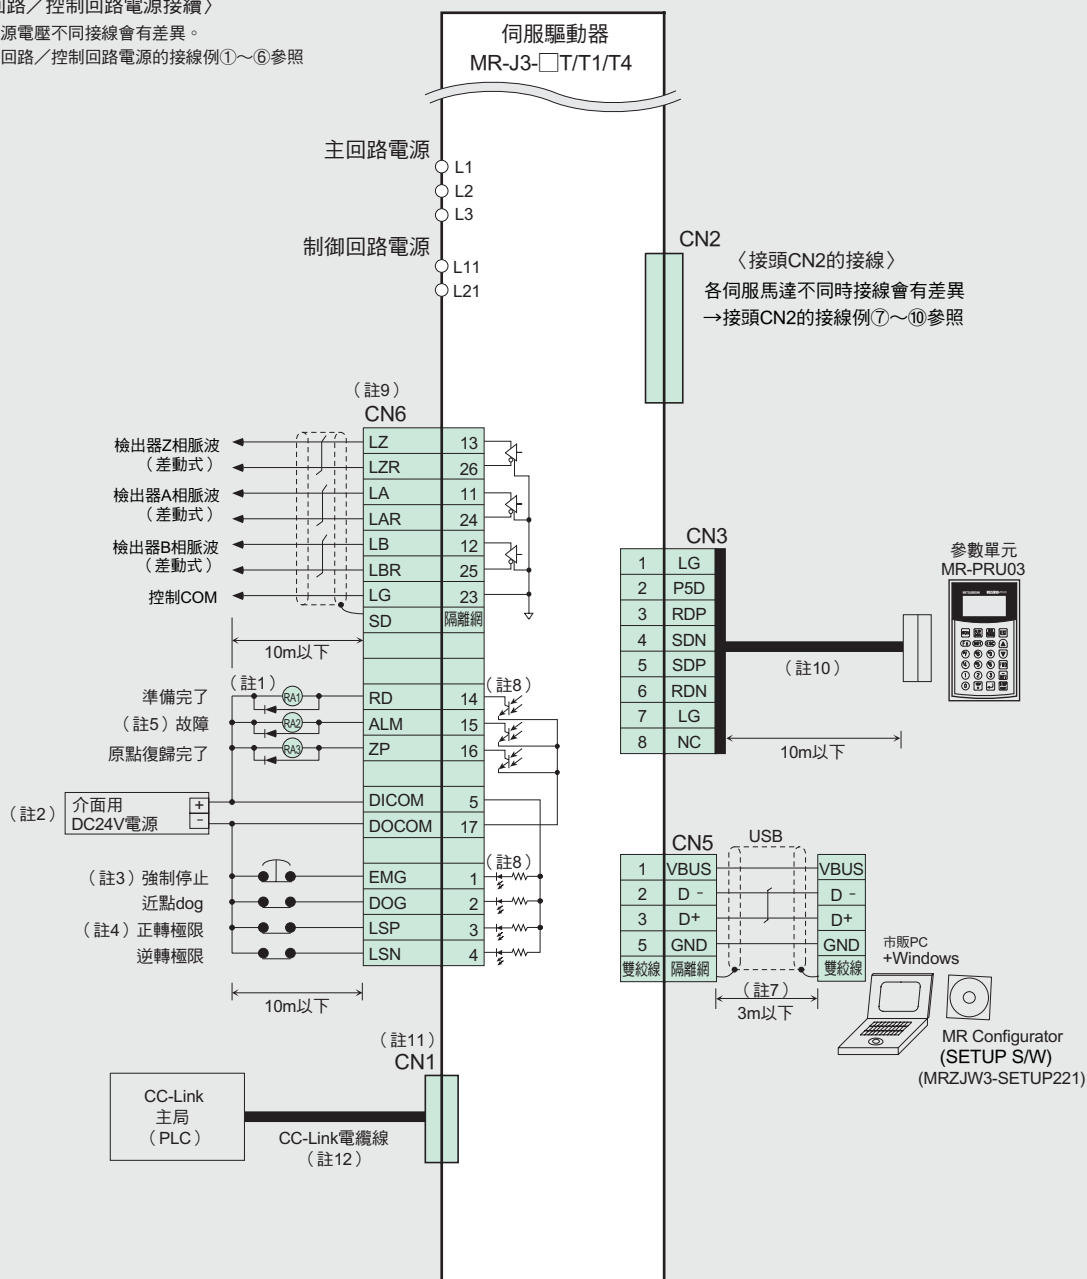 回路／控制回路電源接續〉
源電壓不同接線會有差異。
回路／控制回路電源的接線例①～⑥參照
伺服驅動器
MR-J3-□T/T1/T4
主回路電源
L1
L2
L3
制御回路電源
L11
L21
CN2
〈接頭CN2的接線〉
各伺服馬達不同時接線會有差異
→接頭CN2的接線例⑦～⑩參照
（註9）
CN6
檢出器Z相脈波
（差動式）
LZ 13
LZR 26
檢出器A相脈波
（差動式）
LA 11
LAR 24
檢出器B相脈波
（差動式）
LB 12
LBR 25
控制COM LG 23
SD 隔離網
10m以下
（註1）
（註8）
準備完了 RA1 RD 14
（註5）故障 RA2 ALM 15
原點復歸完了 RA3 ZP 16
（註2）
介面用
DC24V電源
+
-
DICOM 5
DOCOM 17
（註8）
（註3）強制停止 EMG 1
近點dog DOG 2
（註4）正轉極限 LSP 3
逆轉極限 LSN 4
10m以下
CN3
1 LG
2 P5D
3 RDP
4 SDN
5 SDP
6 RDN
7 LG
8 NC
（註10）
10m以下
參數單元
MR-PRU03
CN5
USB
1 VBUS VBUS
2 D - D -
3 D+ D+
5 GND GND
雙絞線 隔離網 雙絞線
（註7）
3m以下
市販PC
+Windows
MR Configurator
(SETUP S/W)
(MRZJW3-SETUP221)
（註11）
CN1
CC-Link
主局
（PLC）
CC-Link電纜線
（註12）